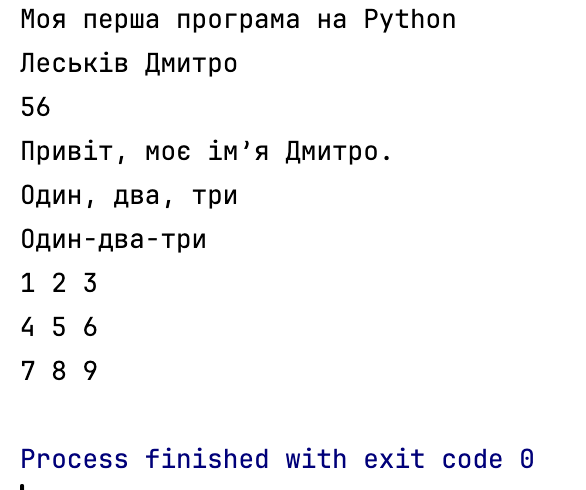 Моя перша програма на Python
Леськів Дмитро
56
Привіт, моє ім’я Дмитро.
Один, два, три
Один-два-три
1 2 3
4 5 6
7 8 9
Process finished with exit code 0